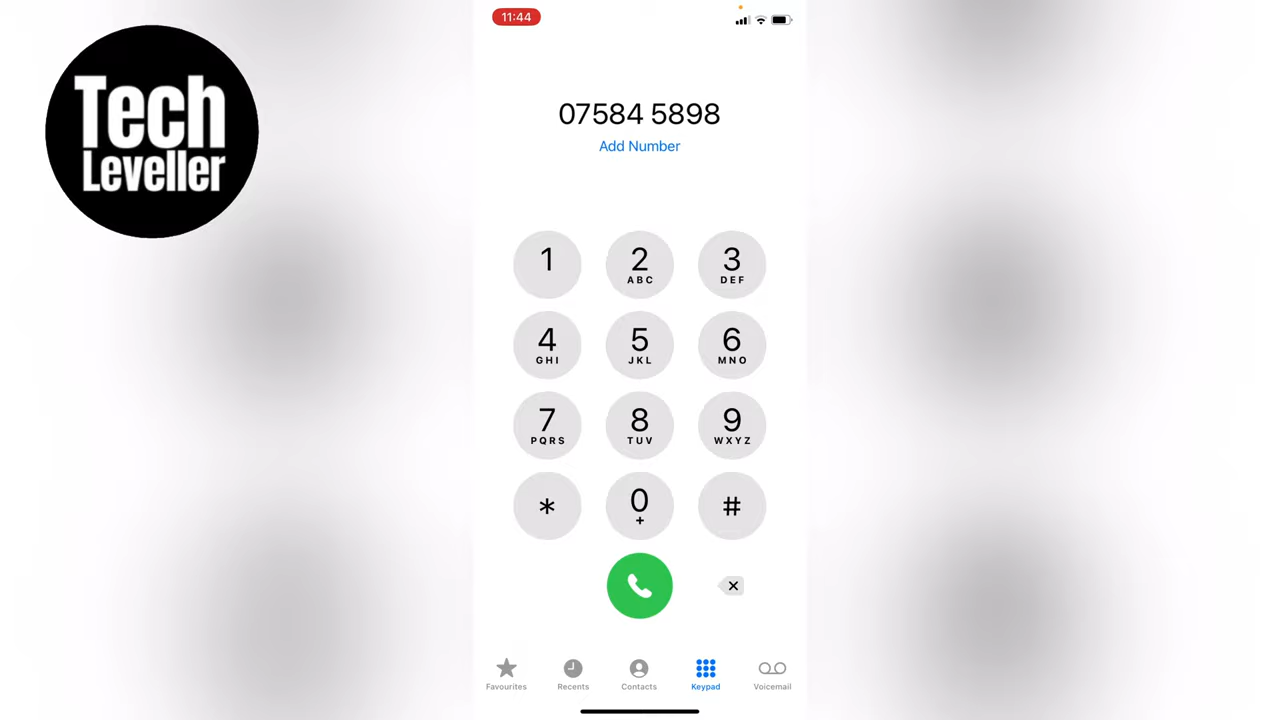 Tech
Leveller
11:44
07584 5898
Add Number
1
2
ABC
3
DEF
4
GHI
5
JKL
6
MNO
7
PQRS
8
TUV
9
WXYZ
*
0
+
#
Favourites
Recents
Contacts
Keypad
Voicemail